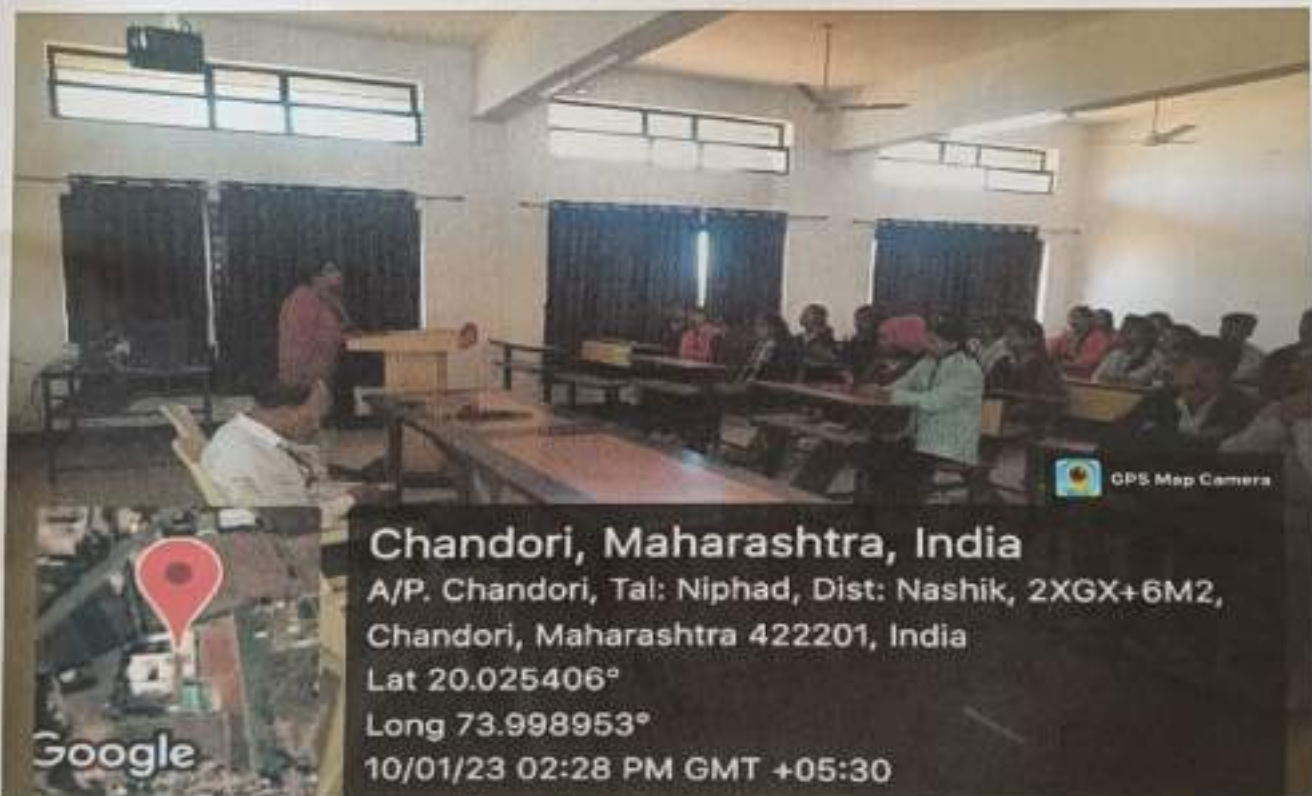 GPS Map Camera
Chandori, Maharashtra, India
A/P. Chandori, Tal: Niphad, Dist: Nashik, 2XGX+6M2,
Chandori, Maharashtra 422201, India
Lat 20.025406°
Long 73.998953°
10/01/23 02:28 PM GMT +05:30
Google